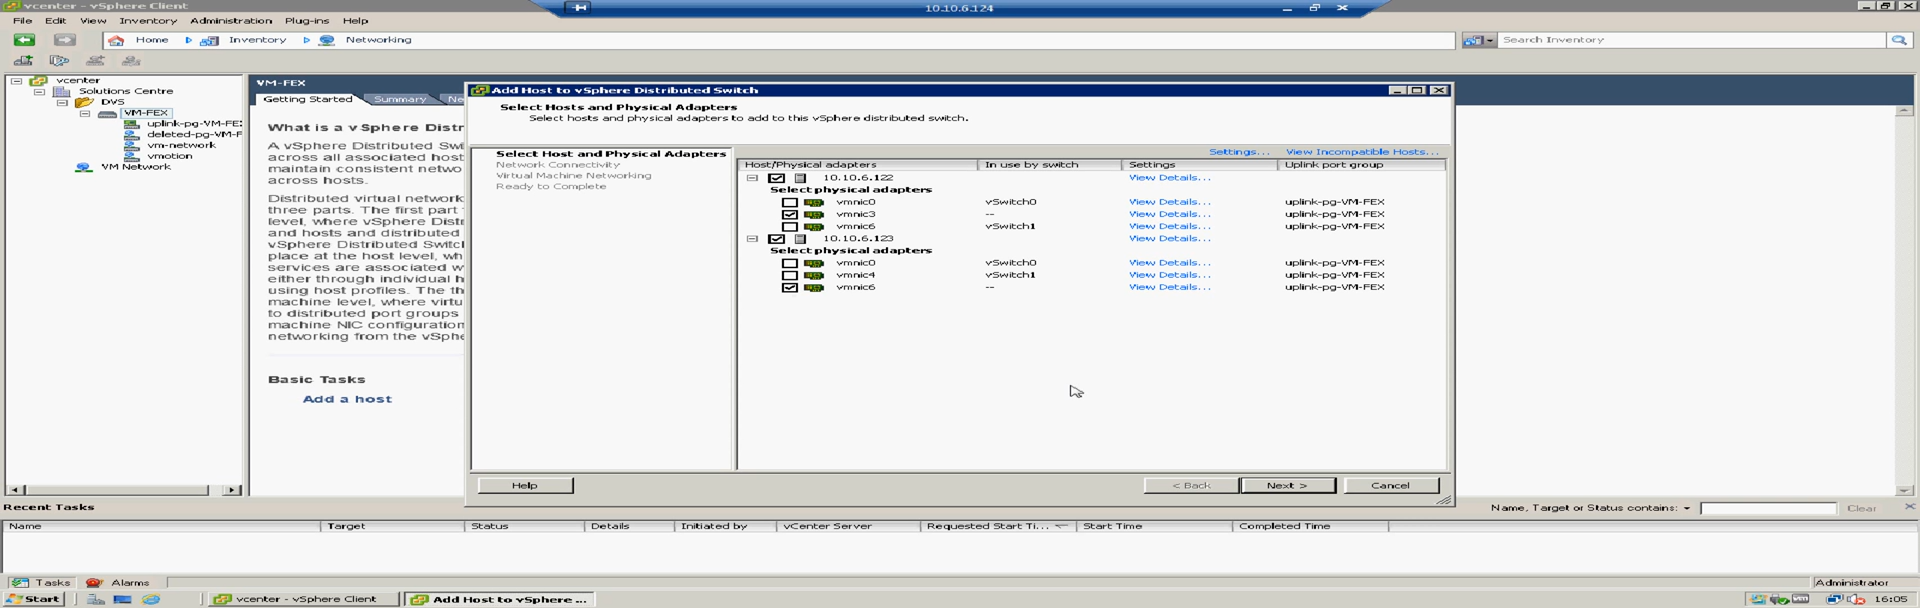 vcenter - vSphere Client
10.10.6.124
File Edit View Inventory Administration Plug-ins Help
Home Inventory Networking
Search Inventory
vcenter
Solutions Centre
DVS
VM-FEX
uplink-pg-VM-FE
deleted-pg-VM-F
vm-network
vmotion
VM Network
VM-FEX
Getting Started Summary Ne
What is a vSphere Distr
A vSphere Distributed Swi
across all associated host
maintain consistent netwo
across hosts.
Distributed virtual network
three parts. The first part
level, where vSphere Distr
and hosts and distributed
vSphere Distributed Switcl
place at the host level, wh
services are associated w
either through individual h
using host profiles. The th
machine level, where virtu
to distributed port groups
machine NIC configuration
networking from the vSphe
Basic Tasks
Add a host
Add Host to vSphere Distributed Switch
Select Hosts and Physical Adapters
Select hosts and physical adapters to add to this vSphere distributed switch.
Select Host and Physical Adapters
Network Connectivity
Virtual Machine Networking
Ready to Complete
Settings... View Incompatible Hosts...
Host/Physical adapters In use by switch Settings Uplink port group
10.10.6.122 View Details...
Select physical adapters
vmnic0 vSwitch0 View Details... uplink-pg-VM-FEX
vmnic3 -- View Details... uplink-pg-VM-FEX
vmnic6 vSwitch1 View Details... uplink-pg-VM-FEX
10.10.6.123 View Details...
Select physical adapters
vmnic0 vSwitch0 View Details... uplink-pg-VM-FEX
vmnic4 vSwitch1 View Details... uplink-pg-VM-FEX
vmnic6 -- View Details... uplink-pg-VM-FEX
Help < Back Next > Cancel
Recent Tasks
Name, Target or Status contains: Clear
Name Target Status Details Initiated by vCenter Server Requested Start Ti... Start Time Completed Time
Tasks Alarms
Administrator
Start vcenter - vSphere Client Add Host to vSphere ... 16:05